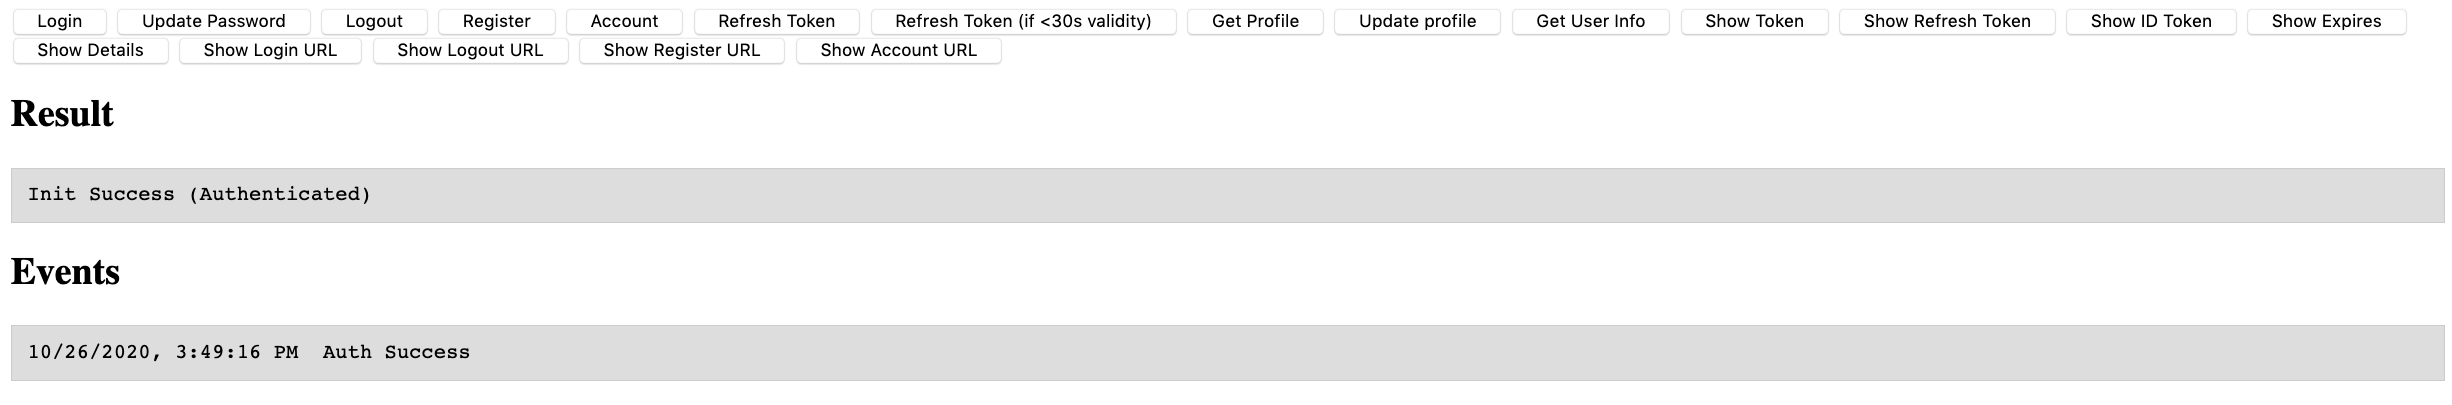 Login Update Password Logout Register Account Refresh Token Refresh Token (if <30s validity) Get Profile Update profile Get User Info Show Token Show Refresh Token Show ID Token Show Expires
Show Details Show Login URL Show Logout URL Show Register URL Show Account URL
Result
Init Success (Authenticated)
Events
10/26/2020, 3:49:16 PM  Auth Success